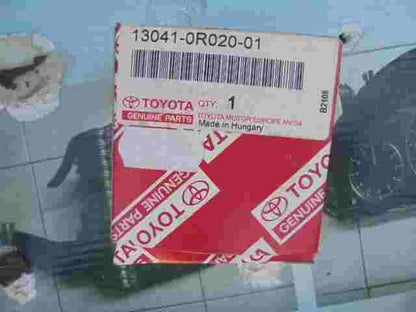 13041-0R020-01
TOYOTA QTY. 1
GENUINE PARTS
TOYOTA MOTOR EUROPE NV/SA
Made in Hungary
B2108
TOYOTA
GENUINE PARTS
TOYOTA
GENUINE